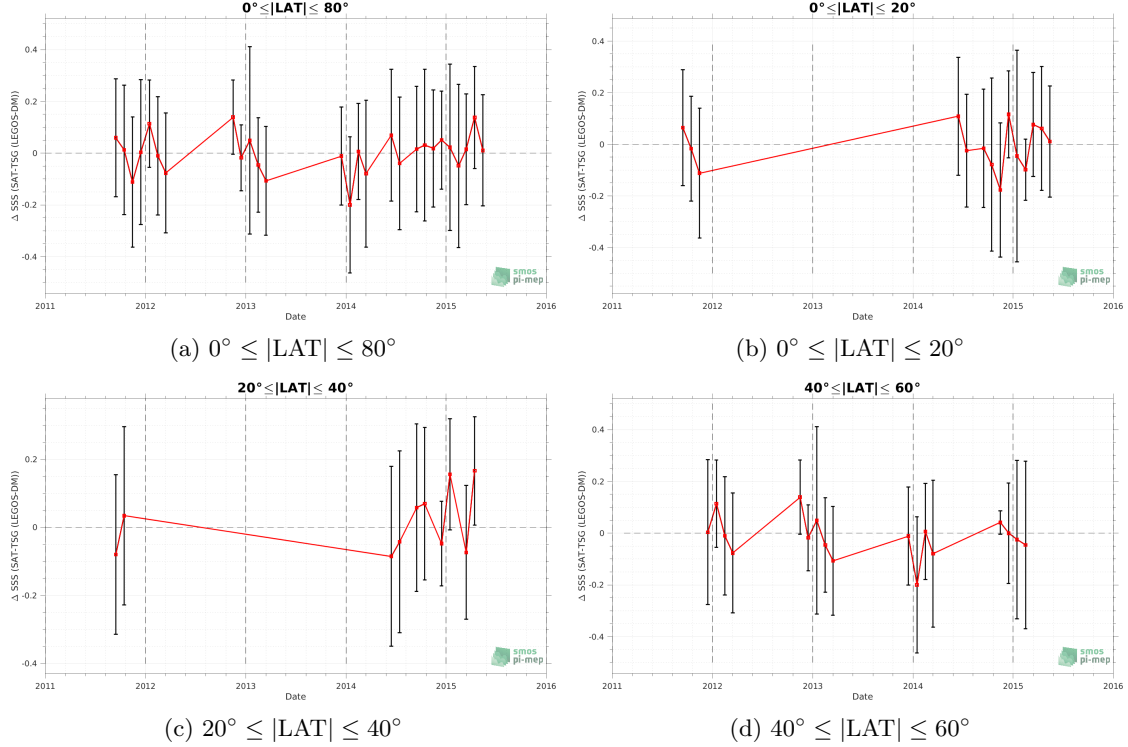 0°≤|LAT|≤ 80°
Δ SSS (SAT-TSG (LEGOS-DM))
0.4
0.2
0
-0.2
-0.4
smos
pi-mep
2011 2012 2013 2014 2015 2016
Date
(a) 0° ≤ |LAT| ≤ 80°
0°≤|LAT|≤ 20°
Δ SSS (SAT-TSG (LEGOS-DM))
0.4
0.2
0
-0.2
-0.4
smos
pi-mep
2011 2012 2013 2014 2015 2016
Date
(b) 0° ≤ |LAT| ≤ 20°
20°≤|LAT|≤ 40°
Δ SSS (SAT-TSG (LEGOS-DM))
0.2
0
-0.2
-0.4
smos
pi-mep
2011 2012 2013 2014 2015 2016
Date
(c) 20° ≤ |LAT| ≤ 40°
40°≤|LAT|≤ 60°
Δ SSS (SAT-TSG (LEGOS-DM))
0.4
0.2
0
-0.2
-0.4
smos
pi-mep
2011 2012 2013 2014 2015 2016
Date
(d) 40° ≤ |LAT| ≤ 60°